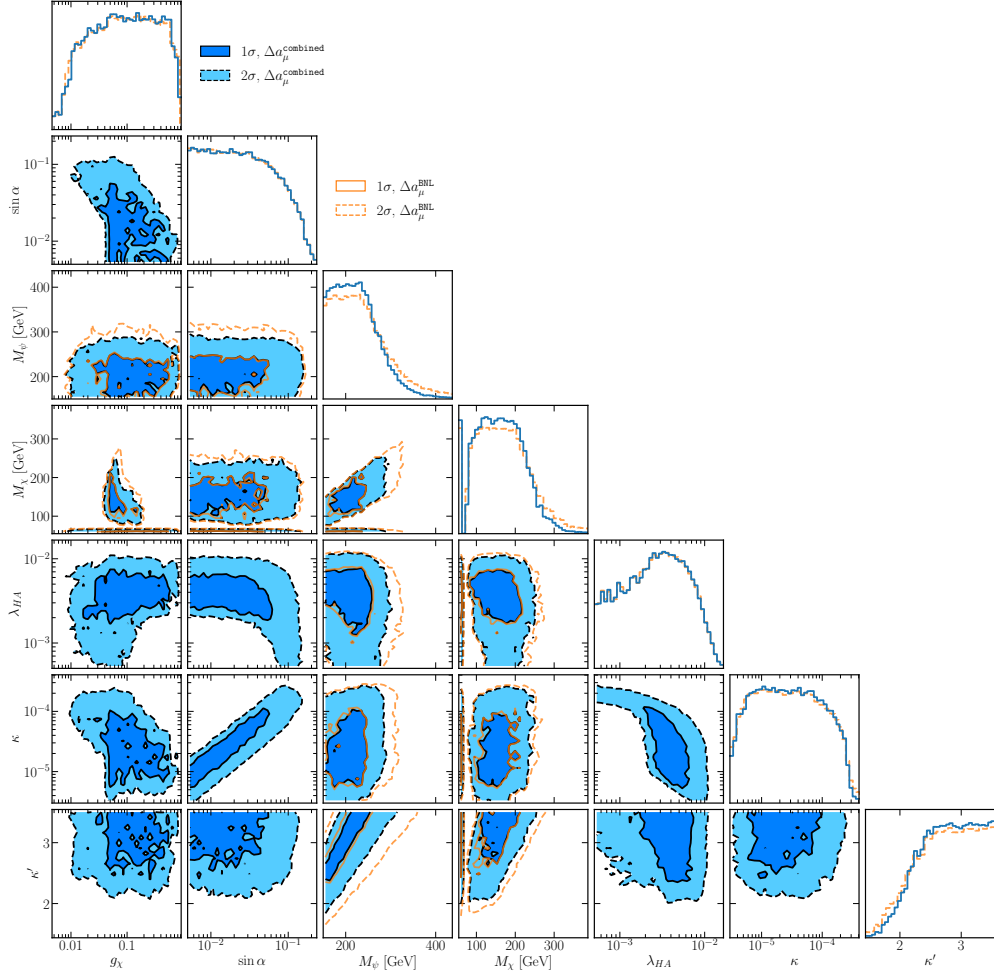 1σ, Δa_μ^combined
2σ, Δa_μ^combined
10⁻¹
10⁻²
sin α
1σ, Δa_μ^BNL
2σ, Δa_μ^BNL
400
300
200
M_ψ [GeV]
300
200
100
M_χ [GeV]
10⁻²
10⁻³
λ_HA
10⁻⁴
10⁻⁵
κ
3
2
κ′
0.01 0.1 10⁻² 10⁻¹ 200 400 100 200 300 10⁻³ 10⁻² 10⁻⁵ 10⁻⁴ 2 3
g_χ sin α M_ψ [GeV] M_χ [GeV] λ_HA κ κ′